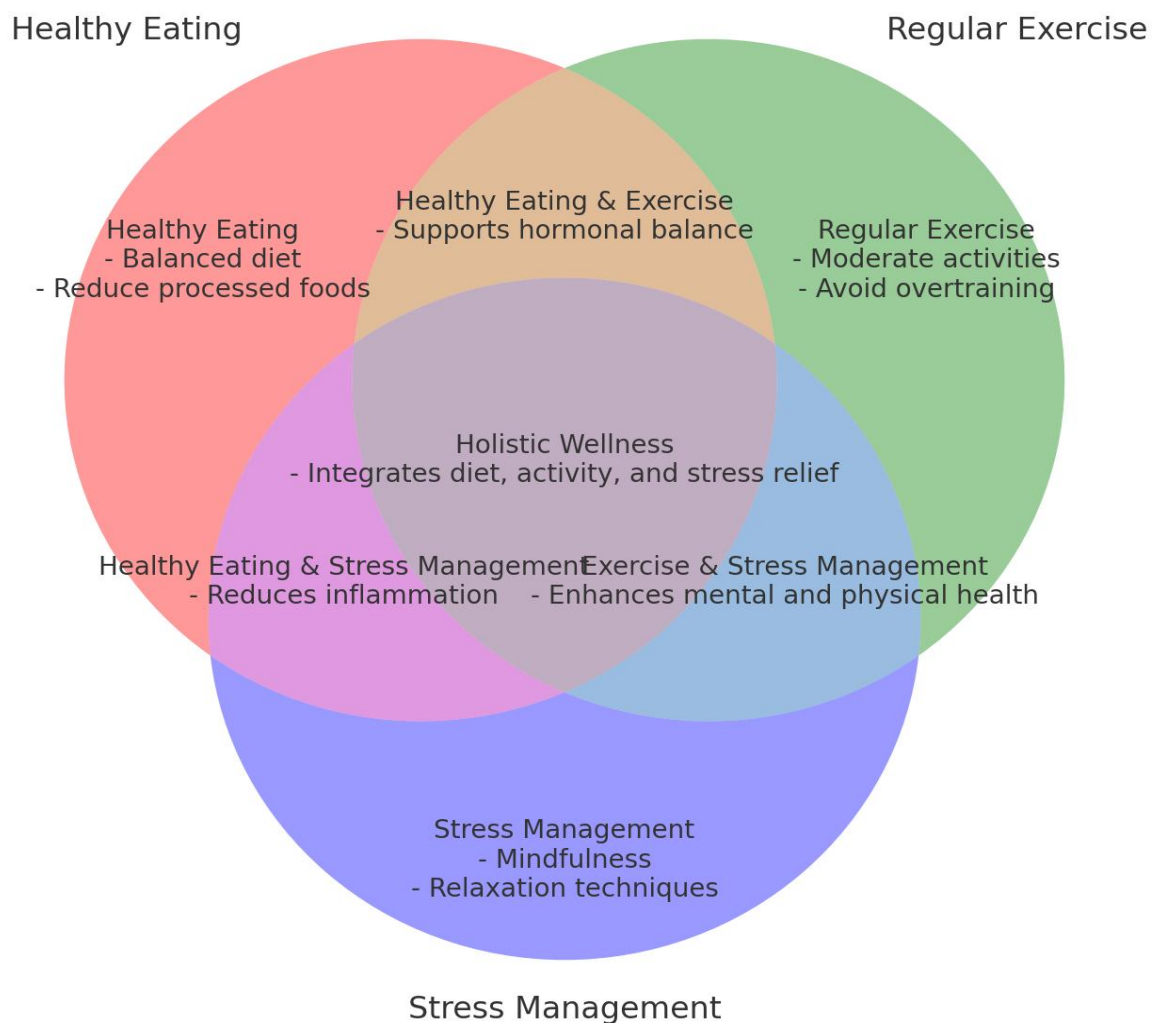 Healthy Eating
Regular Exercise
Healthy Eating & Exercise
- Supports hormonal balance
Healthy Eating
- Balanced diet
- Reduce processed foods
Regular Exercise
- Moderate activities
- Avoid overtraining
Holistic Wellness
- Integrates diet, activity, and stress relief
Healthy Eating & Stress Management
- Reduces inflammation
Exercise & Stress Management
- Enhances mental and physical health
Stress Management
- Mindfulness
- Relaxation techniques
Stress Management